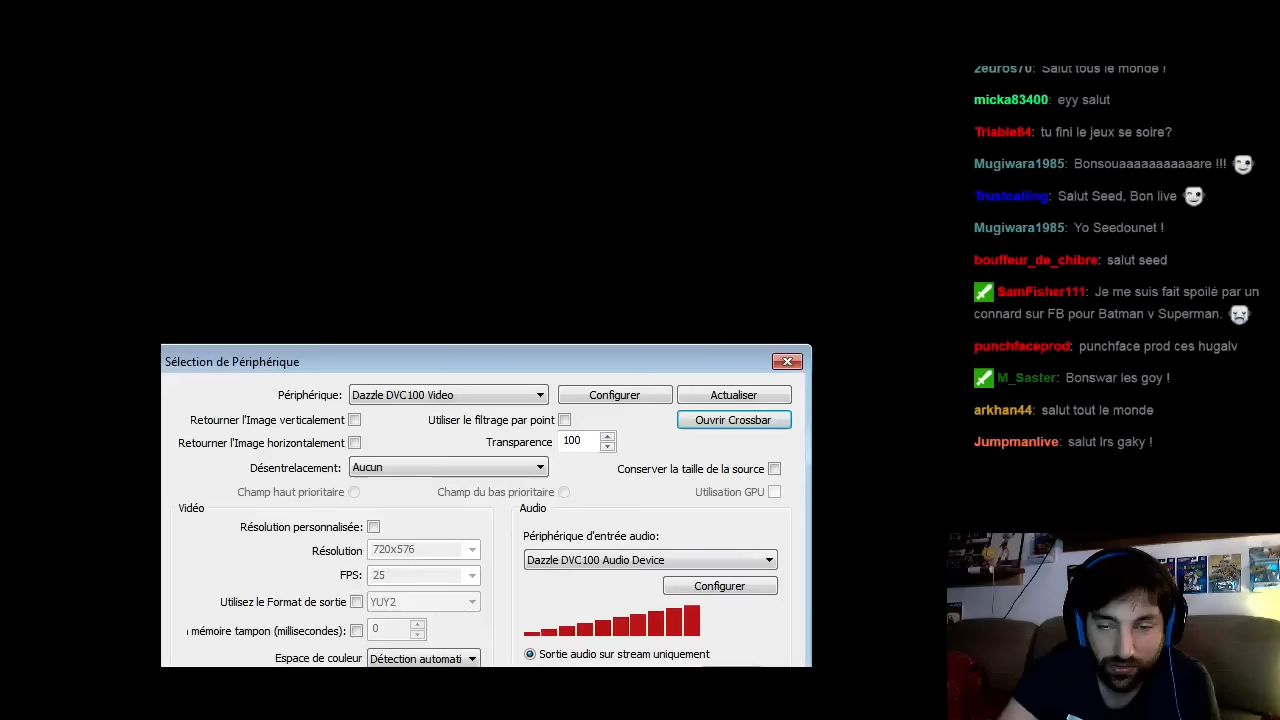 2euros70: Salut tous le monde !
micka83400: eyy salut
Triable84: tu fini le jeux se soire?
Mugiwara1985: Bonsouaaaaaaaaaaare !!!
Trustcalling: Salut Seed, Bon live
Mugiwara1985: Yo Seedounet !
bouffeur_de_chibre: salut seed
SamFisher111: Je me suis fait spoilé par un
connard sur FB pour Batman v Superman.
punchfaceprod: punchface prod ces hugalv
M_Saster: Bonswar les goy !
arkhan44: salut tout le monde
Jumpmanlive: salut lrs gaky !
Sélection de Périphérique
Périphérique: Dazzle DVC100 Video Configurer Actualiser
Retourner l'Image verticalement Utiliser le filtrage par point Ouvrir Crossbar
Retourner l'Image horizontalement Transparence 100
Désentrelacement: Aucun Conserver la taille de la source
Champ haut prioritaire Champ du bas prioritaire Utilisation GPU
Vidéo
Résolution personnalisée:
Résolution 720x576
FPS: 25
Utilisez le Format de sortie YUY2
mémoire tampon (millisecondes): 0
Espace de couleur Détection automati
Audio
Périphérique d'entrée audio:
Dazzle DVC100 Audio Device
Configurer
Sortie audio sur stream uniquement